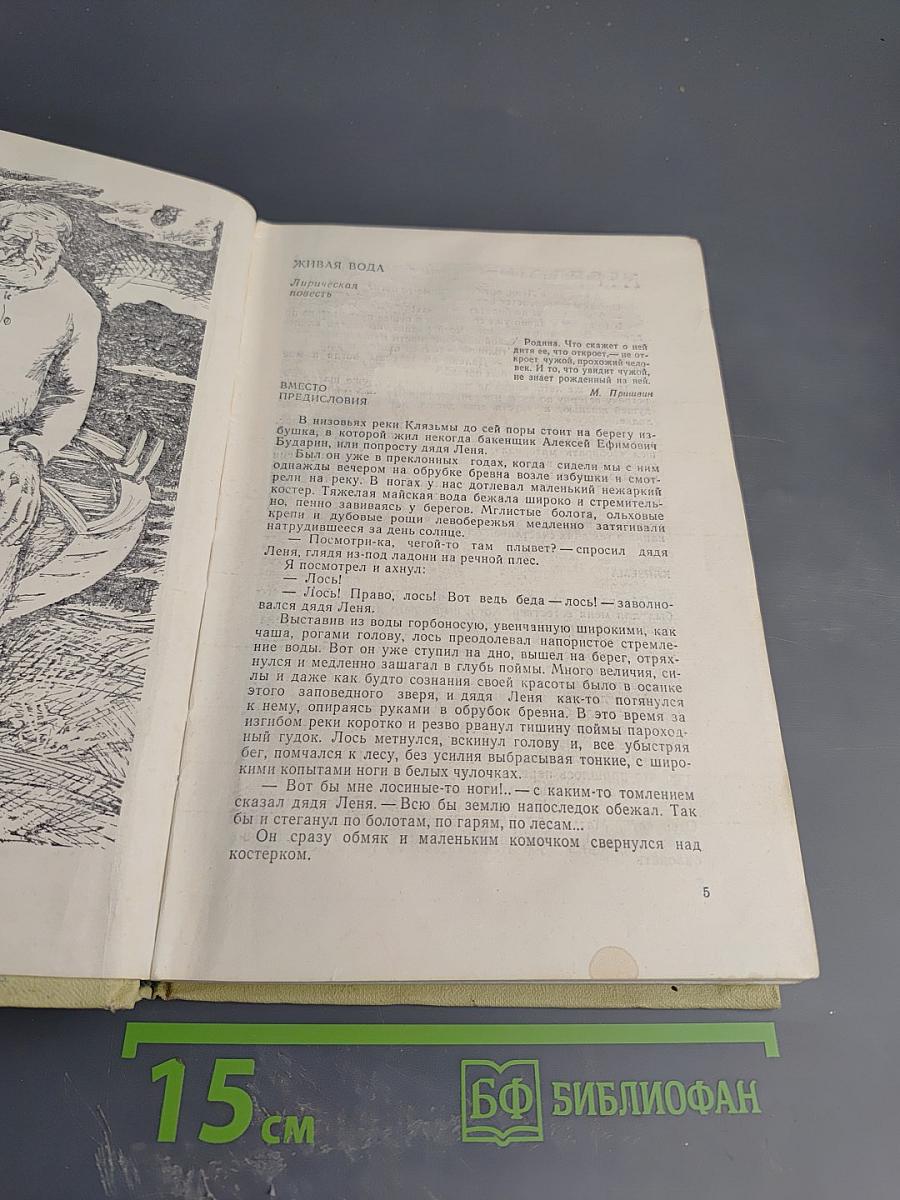 ЖИВАЯ ВОДА
Лирическая
повесть
Родина. Что скажет о ней
дитя ее, что откроет,— не от-
кроет чужой, прохожий чело-
век. И то, что увидит чужой,
не знает рожденный на ней.
М. Пришвин
ВМЕСТО
ПРЕДИСЛОВИЯ
В низовьях реки Клязьмы до сей поры стоит на берегу из-
бушка, в которой жил некогда бакенщик Алексей Ефимович
Бударин, или попросту дядя Леня.
Был он уже в преклонных годах, когда сидели мы с ним
однажды вечером на обрубке бревна возле избушки и смот-
рели на реку. В ногах у нас дотлевал маленький нежаркий
костер. Тяжелая майская вода бежала широко и стремитель-
но, пенно завиваясь у берегов. Мглистые болота, ольховые
крепи и дубовые рощи левобережья медленно затягивали
натрудившееся за день солнце.
— Посмотри-ка, чегой-то там плывет? — спросил дядя
Леня, глядя из-под ладони на речной плес.
Я посмотрел и ахнул:
— Лось!
— Лось! Право, лось! Вот ведь беда — лось! — заволно-
вался дядя Леня.
Выставив из воды горбоносую, увенчанную широкими, как
чаша, рогами голову, лось преодолевал напористое стремле-
ние воды. Вот он уже ступил на дно, вышел на берег, отрях-
нулся и медленно зашагал в глубь поймы. Много величия, си-
лы и даже как будто сознания своей красоты было в осанке
этого заповедного зверя, и дядя Леня как-то потянулся
к нему, опираясь руками в обрубок бревна. В это время за
изгибом реки коротко и резво рванул тишину поймы пароход-
ный гудок. Лось метнулся, вскинул голову и, все убыстряя
бег, помчался к лесу, без усилия выбрасывая тонкие, с широ-
кими копытами ноги в белых чулочках.
— Вот бы мне лосиные-то ноги!.. — с каким-то томлением
сказал дядя Леня. — Всю бы землю напоследок обежал. Так
бы и стеганул по болотам, по гарям, по лесам...
Он сразу обмяк и маленьким комочком свернулся над
костерком.
5
15 см
БФ БИБЛИОФАН